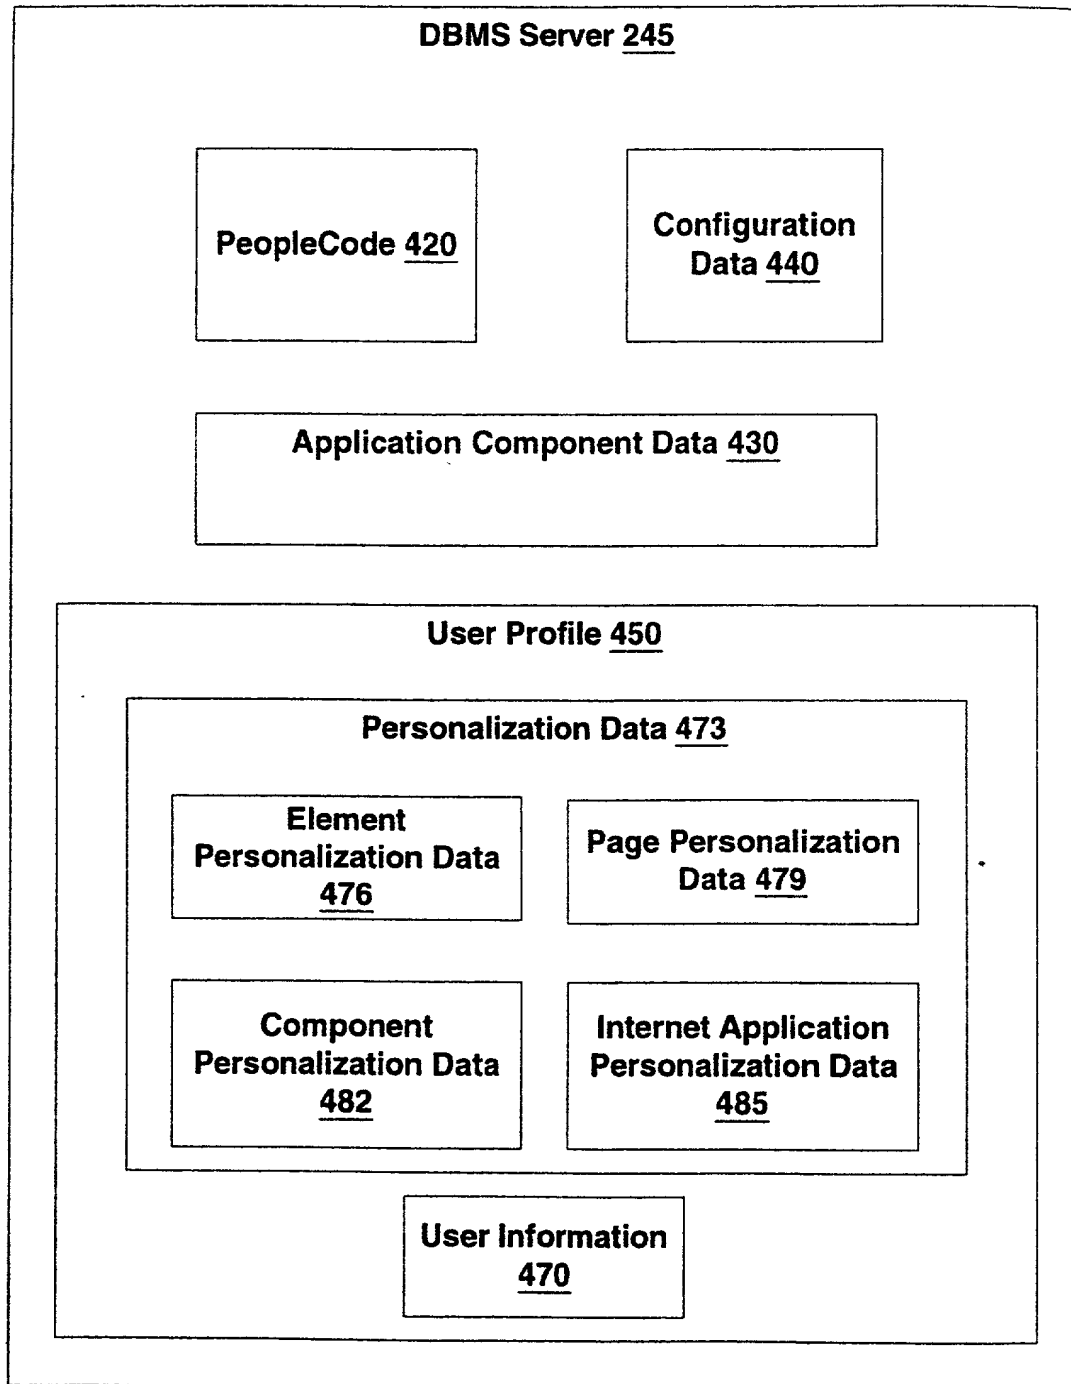 DBMS Server 245
PeopleCode 420
Configuration
Data 440
Application Component Data 430
User Profile 450
Personalization Data 473
Element
Personalization Data
476
Page Personalization
Data 479
Component
Personalization Data
482
Internet Application
Personalization Data
485
User Information
470